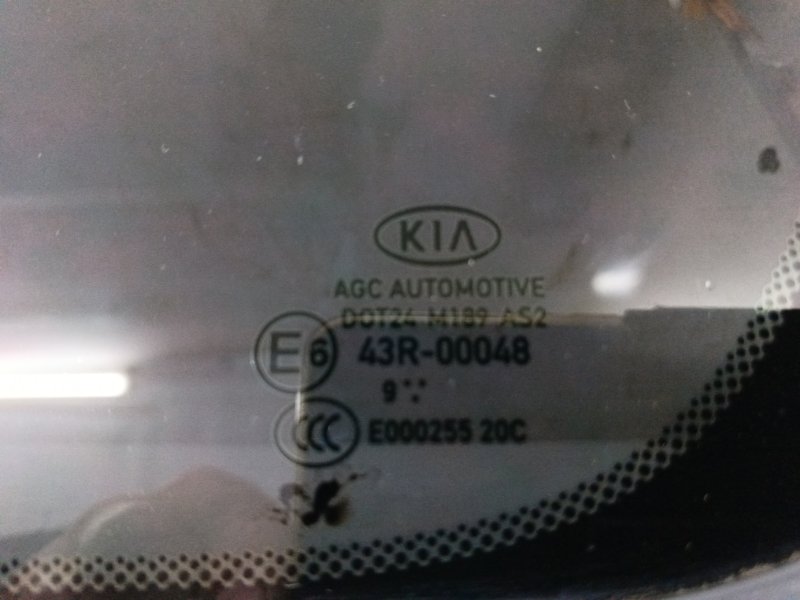 KIA
AGC AUTOMOTIVE
DOT24 M189 AS2
E6 43R-00048
9
CCC E000255 20C